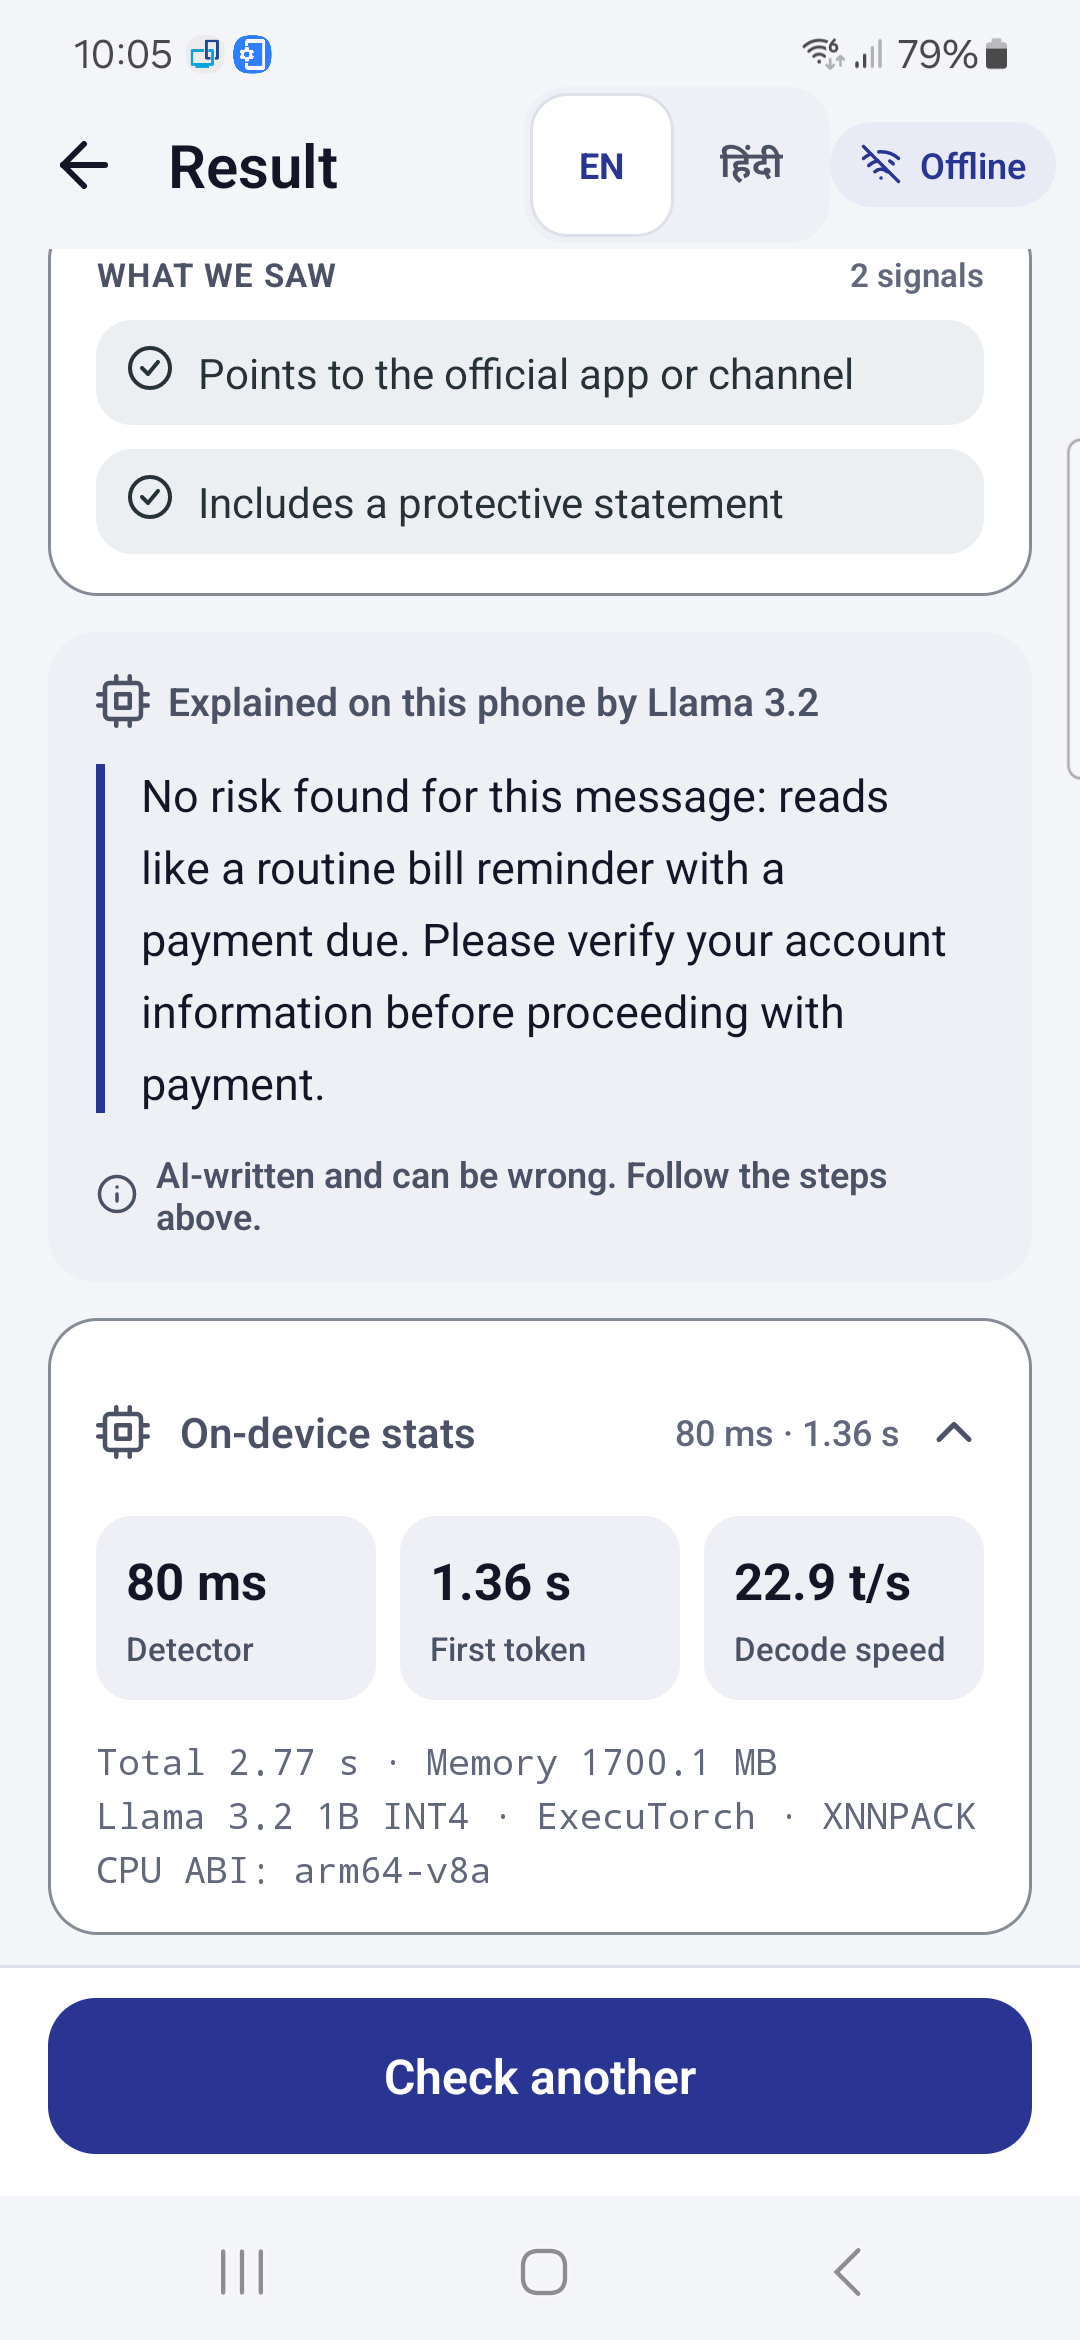 10:05
79%
Result
EN
हिंदी
Offline
WHAT WE SAW
2 signals
Points to the official app or channel
Includes a protective statement
Explained on this phone by Llama 3.2
No risk found for this message: reads
like a routine bill reminder with a
payment due. Please verify your account
information before proceeding with
payment.
AI-written and can be wrong. Follow the steps
above.
On-device stats
80 ms · 1.36 s
80 ms
Detector
1.36 s
First token
22.9 t/s
Decode speed
Total 2.77 s · Memory 1700.1 MB
Llama 3.2 1B INT4 · ExecuTorch · XNNPACK
CPU ABI: arm64-v8a
Check another